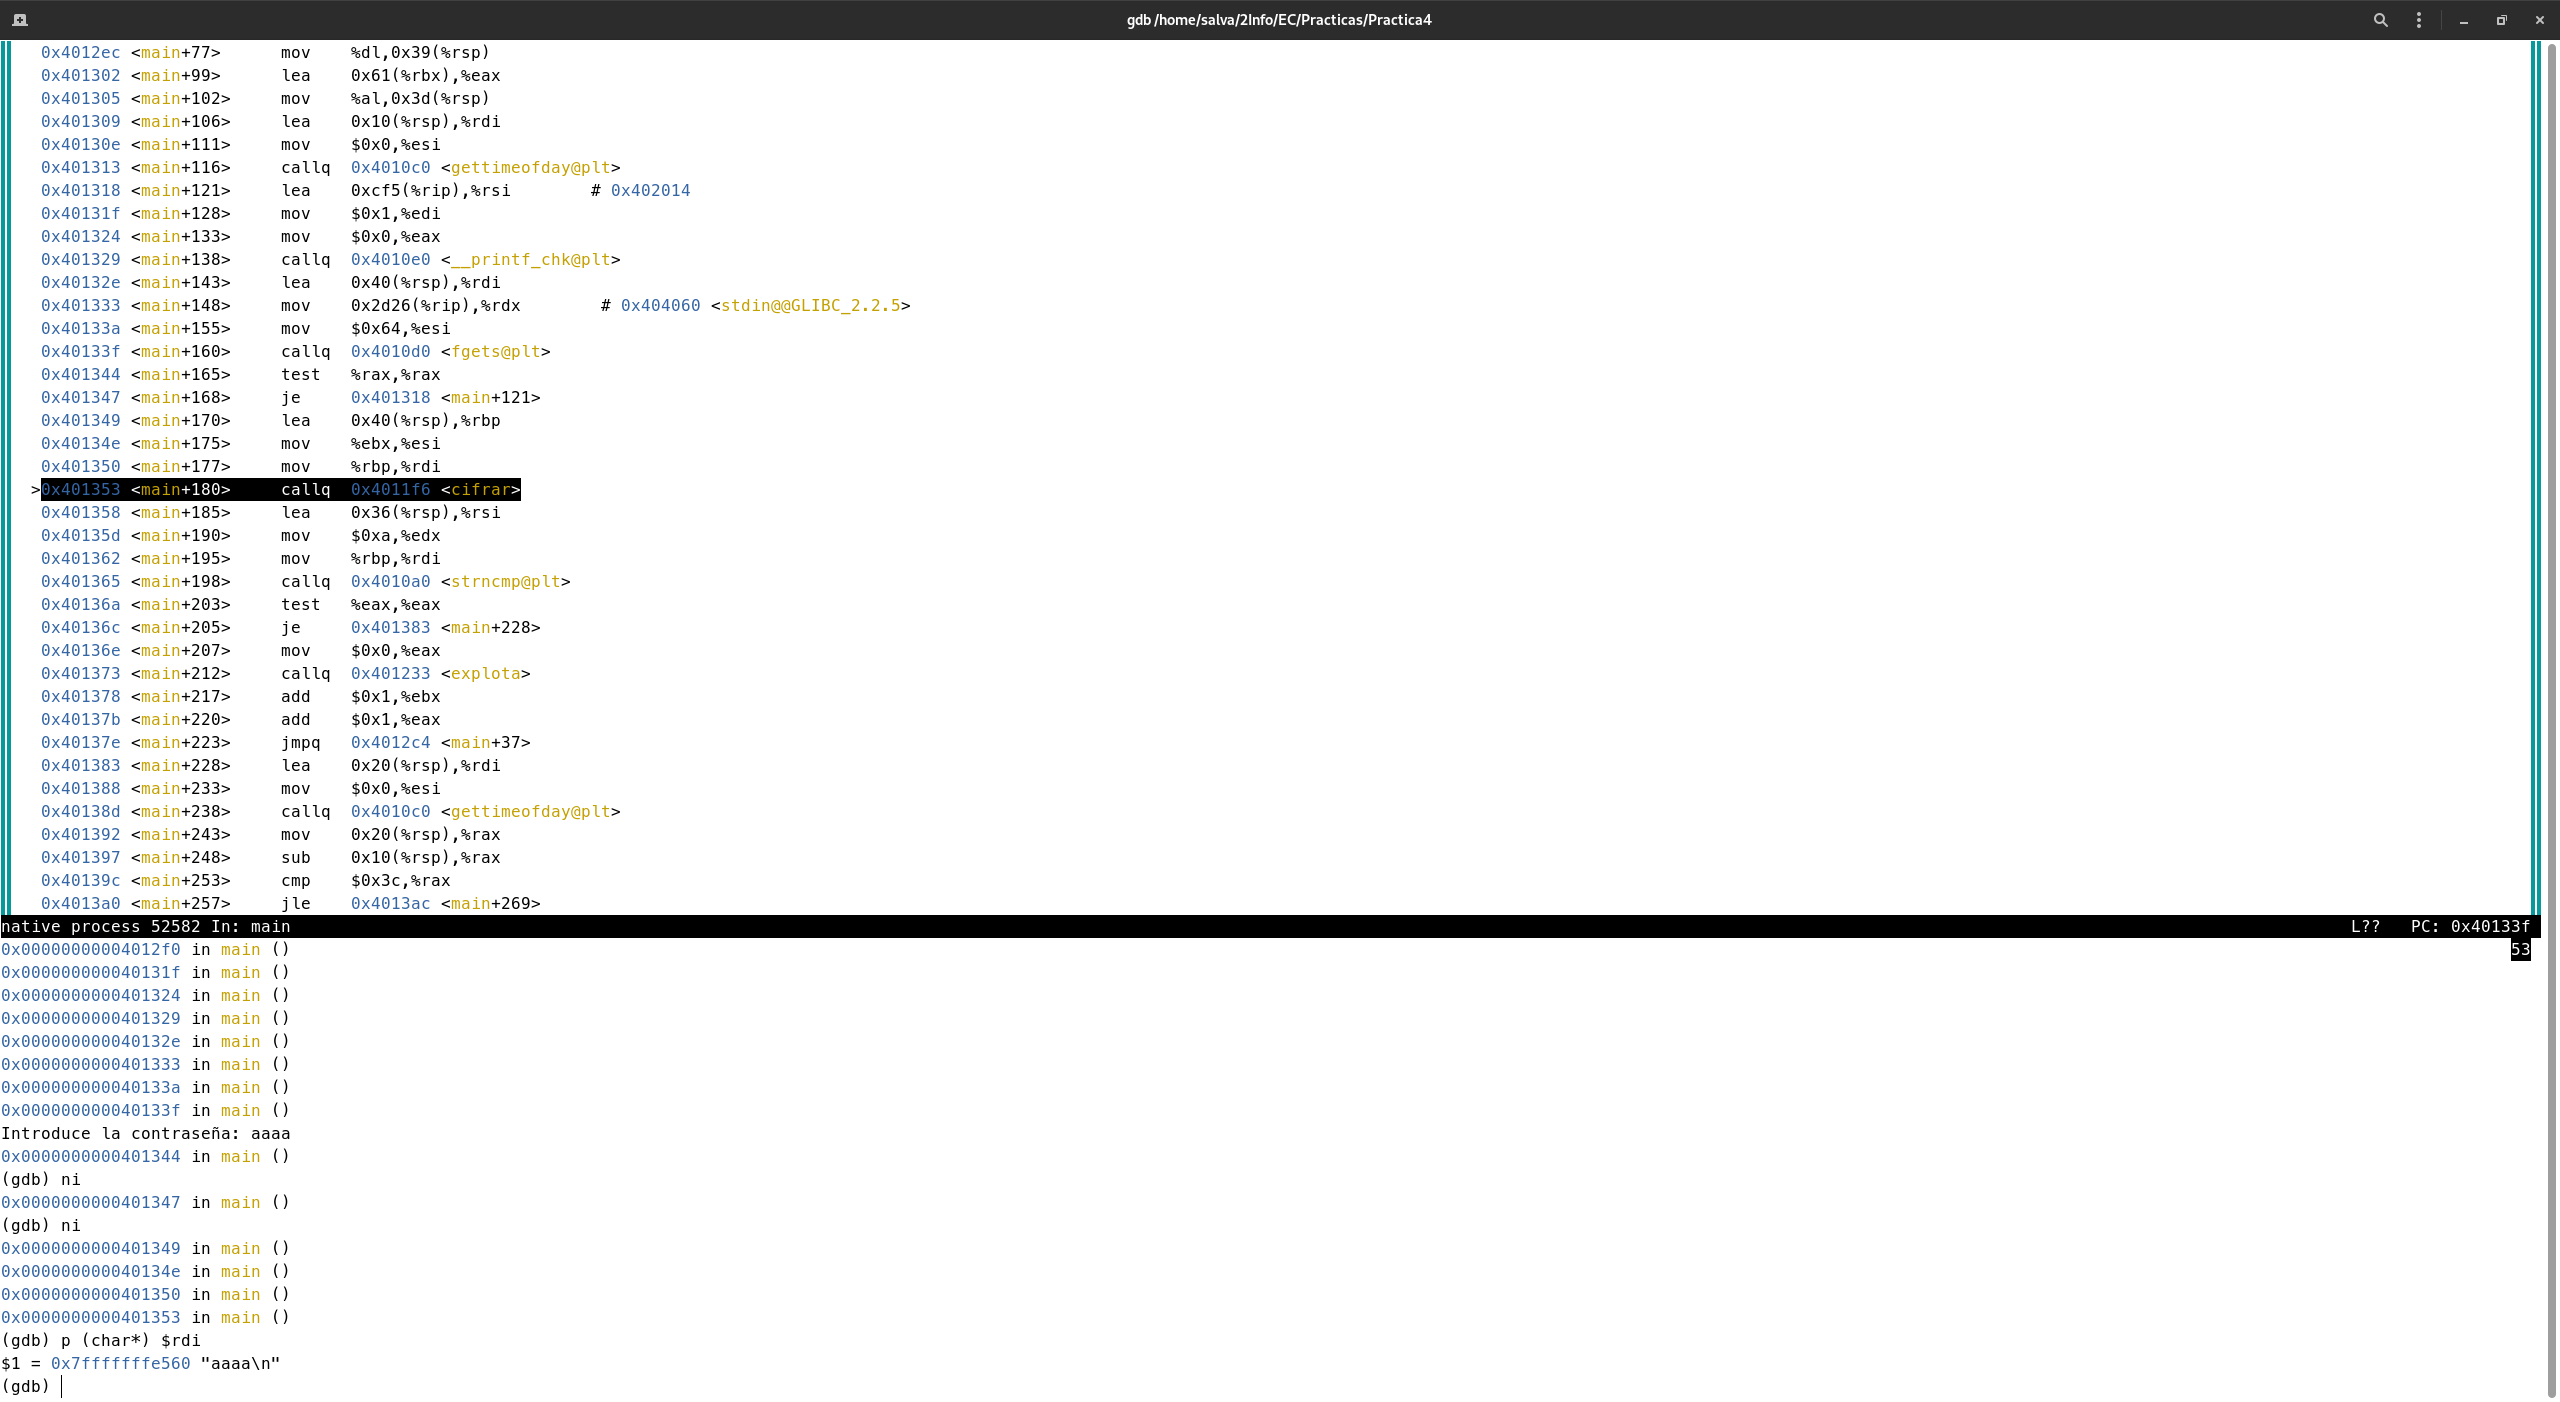 gdb /home/salva/2Info/EC/Practicas/Practica4
0x4012ec <main+77>      mov    %dl,0x39(%rsp)
0x401302 <main+99>      lea    0x61(%rbx),%eax
0x401305 <main+102>     mov    %al,0x3d(%rsp)
0x401309 <main+106>     lea    0x10(%rsp),%rdi
0x40130e <main+111>     mov    $0x0,%esi
0x401313 <main+116>     callq  0x4010c0 <gettimeofday@plt>
0x401318 <main+121>     lea    0xcf5(%rip),%rsi        # 0x402014
0x40131f <main+128>     mov    $0x1,%edi
0x401324 <main+133>     mov    $0x0,%eax
0x401329 <main+138>     callq  0x4010e0 <__printf_chk@plt>
0x40132e <main+143>     lea    0x40(%rsp),%rdi
0x401333 <main+148>     mov    0x2d26(%rip),%rdx        # 0x404060 <stdin@@GLIBC_2.2.5>
0x40133a <main+155>     mov    $0x64,%esi
0x40133f <main+160>     callq  0x4010d0 <fgets@plt>
0x401344 <main+165>     test   %rax,%rax
0x401347 <main+168>     je     0x401318 <main+121>
0x401349 <main+170>     lea    0x40(%rsp),%rbp
0x40134e <main+175>     mov    %ebx,%esi
0x401350 <main+177>     mov    %rbp,%rdi
>0x401353 <main+180>     callq  0x4011f6 <cifrar>
0x401358 <main+185>     lea    0x36(%rsp),%rsi
0x40135d <main+190>     mov    $0xa,%edx
0x401362 <main+195>     mov    %rbp,%rdi
0x401365 <main+198>     callq  0x4010a0 <strncmp@plt>
0x40136a <main+203>     test   %eax,%eax
0x40136c <main+205>     je     0x401383 <main+228>
0x40136e <main+207>     mov    $0x0,%eax
0x401373 <main+212>     callq  0x401233 <explota>
0x401378 <main+217>     add    $0x1,%ebx
0x40137b <main+220>     add    $0x1,%eax
0x40137e <main+223>     jmpq   0x4012c4 <main+37>
0x401383 <main+228>     lea    0x20(%rsp),%rdi
0x401388 <main+233>     mov    $0x0,%esi
0x40138d <main+238>     callq  0x4010c0 <gettimeofday@plt>
0x401392 <main+243>     mov    0x20(%rsp),%rax
0x401397 <main+248>     sub    0x10(%rsp),%rax
0x40139c <main+253>     cmp    $0x3c,%rax
0x4013a0 <main+257>     jle    0x4013ac <main+269>
native process 52582 In: main                    L??   PC: 0x40133f
0x00000000004012f0 in main ()                    53
0x000000000040131f in main ()
0x0000000000401324 in main ()
0x0000000000401329 in main ()
0x000000000040132e in main ()
0x0000000000401333 in main ()
0x000000000040133a in main ()
0x000000000040133f in main ()
Introduce la contraseña: aaaa
0x0000000000401344 in main ()
(gdb) ni
0x0000000000401347 in main ()
(gdb) ni
0x0000000000401349 in main ()
0x000000000040134e in main ()
0x0000000000401350 in main ()
0x0000000000401353 in main ()
(gdb) p (char*) $rdi
$1 = 0x7fffffffe560 "aaaa\n"
(gdb)